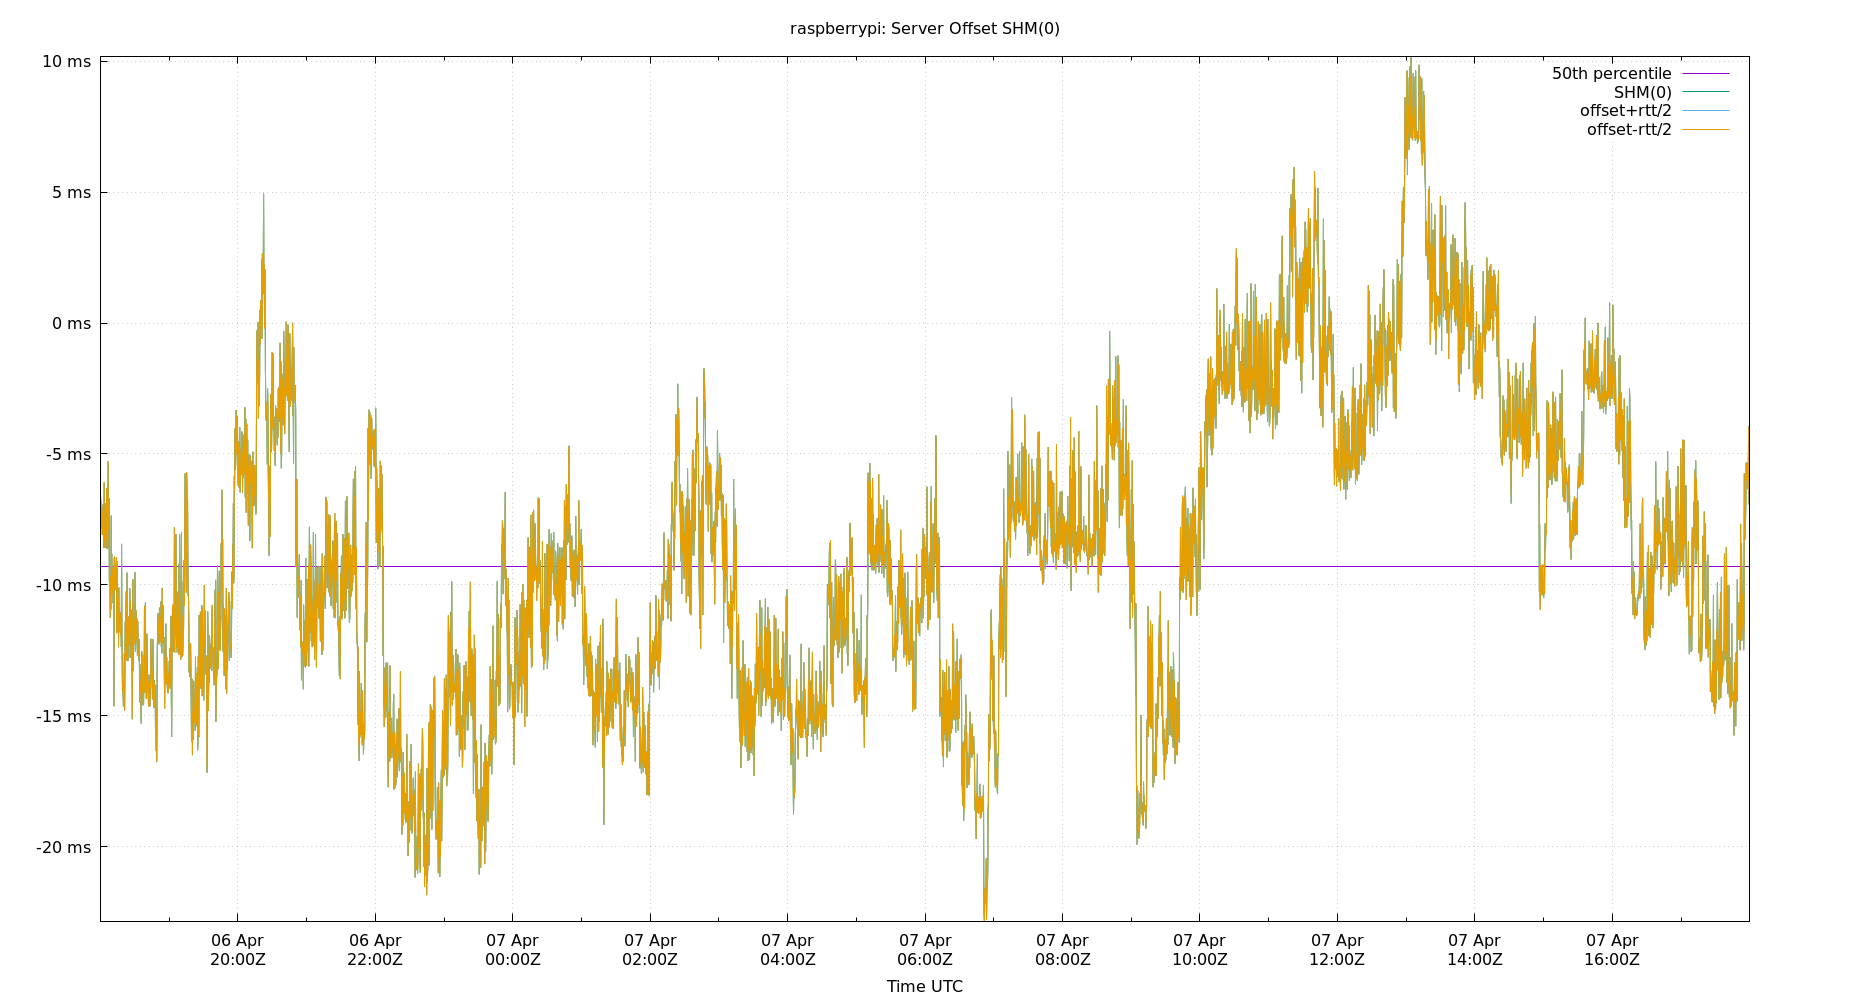 raspberrypi: Server Offset SHM(0)
10 ms
5 ms
0 ms
-5 ms
-10 ms
-15 ms
-20 ms
50th percentile
SHM(0)
offset+rtt/2
offset-rtt/2
06 Apr 06 Apr 07 Apr 07 Apr 07 Apr 07 Apr 07 Apr 07 Apr 07 Apr 07 Apr 07 Apr
20:00Z 22:00Z 00:00Z 02:00Z 04:00Z 06:00Z 08:00Z 10:00Z 12:00Z 14:00Z 16:00Z
Time UTC